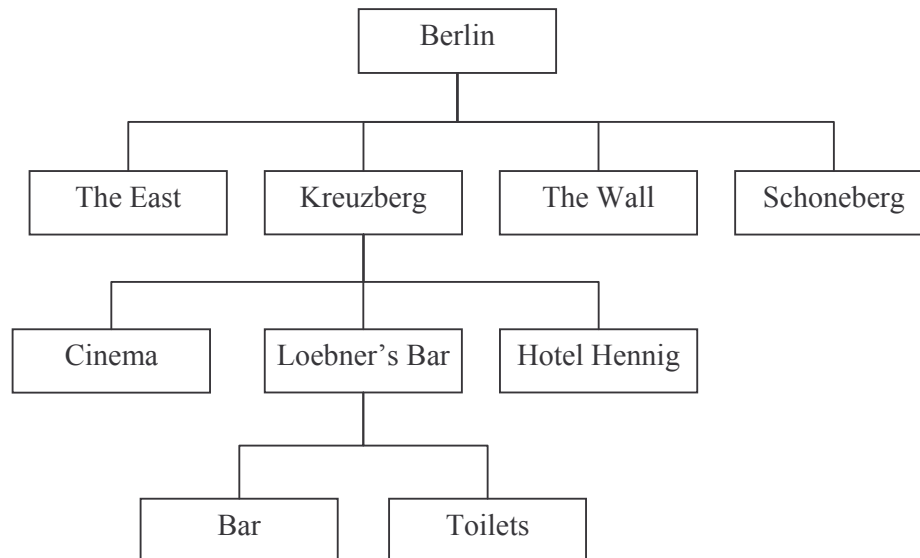 Berlin
The East
Kreuzberg
The Wall
Schoneberg
Cinema
Loebner’s Bar
Hotel Hennig
Bar
Toilets